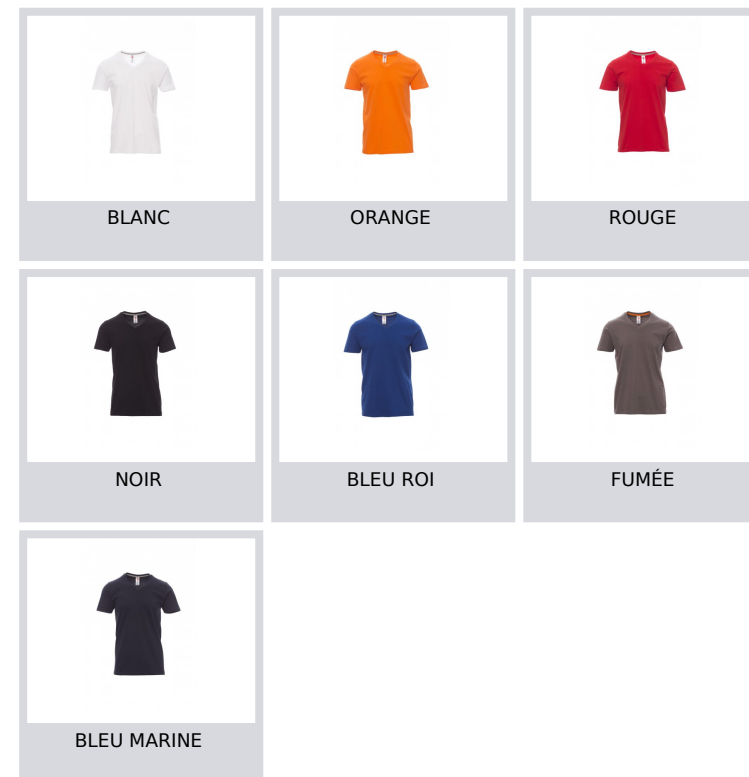 BLANC
ORANGE
ROUGE
NOIR
BLEU ROI
FUMÉE
BLEU MARINE